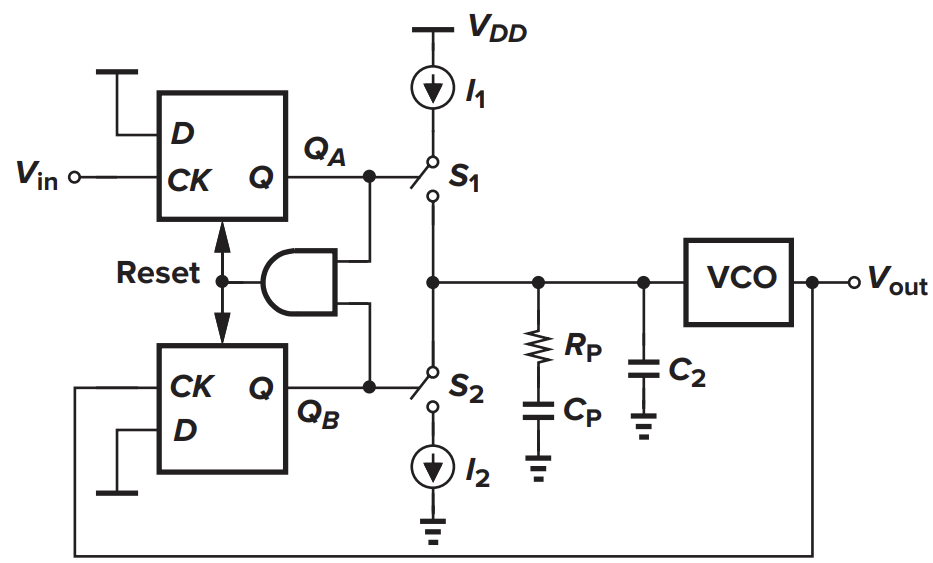 V_DD
I_1
D
V_in
CK
Q
Q_A
S_1
Reset
VCO
V_out
R_P
C_2
CK
Q
Q_B
S_2
C_P
D
I_2